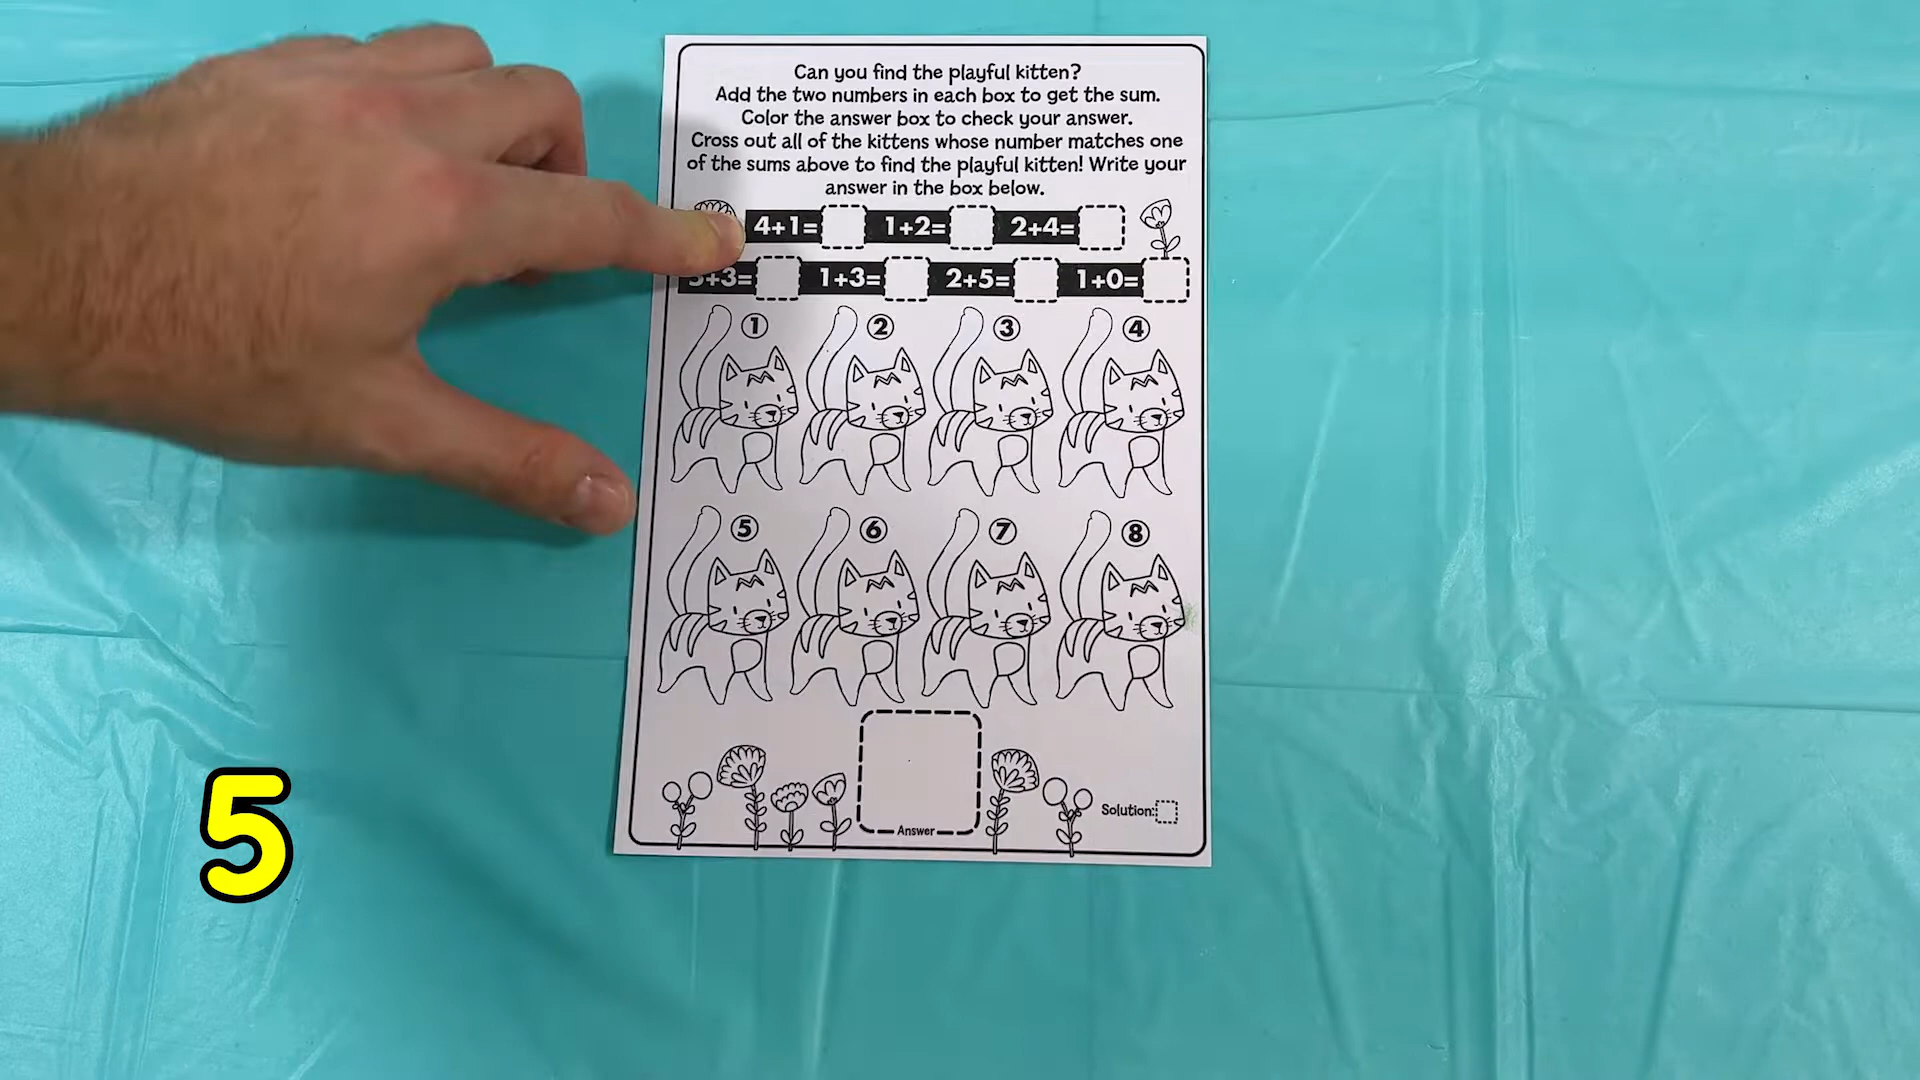 Can you find the playful kitten?
Add the two numbers in each box to get the sum.
Color the answer box to check your answer.
Cross out all of the kittens whose number matches one
of the sums above to find the playful kitten! Write your
answer in the box below.
4+1= 1+2= 2+4=
5+3= 1+3= 2+5= 1+0=
1 2 3 4
5 6 7 8
Answer
Solution:
5